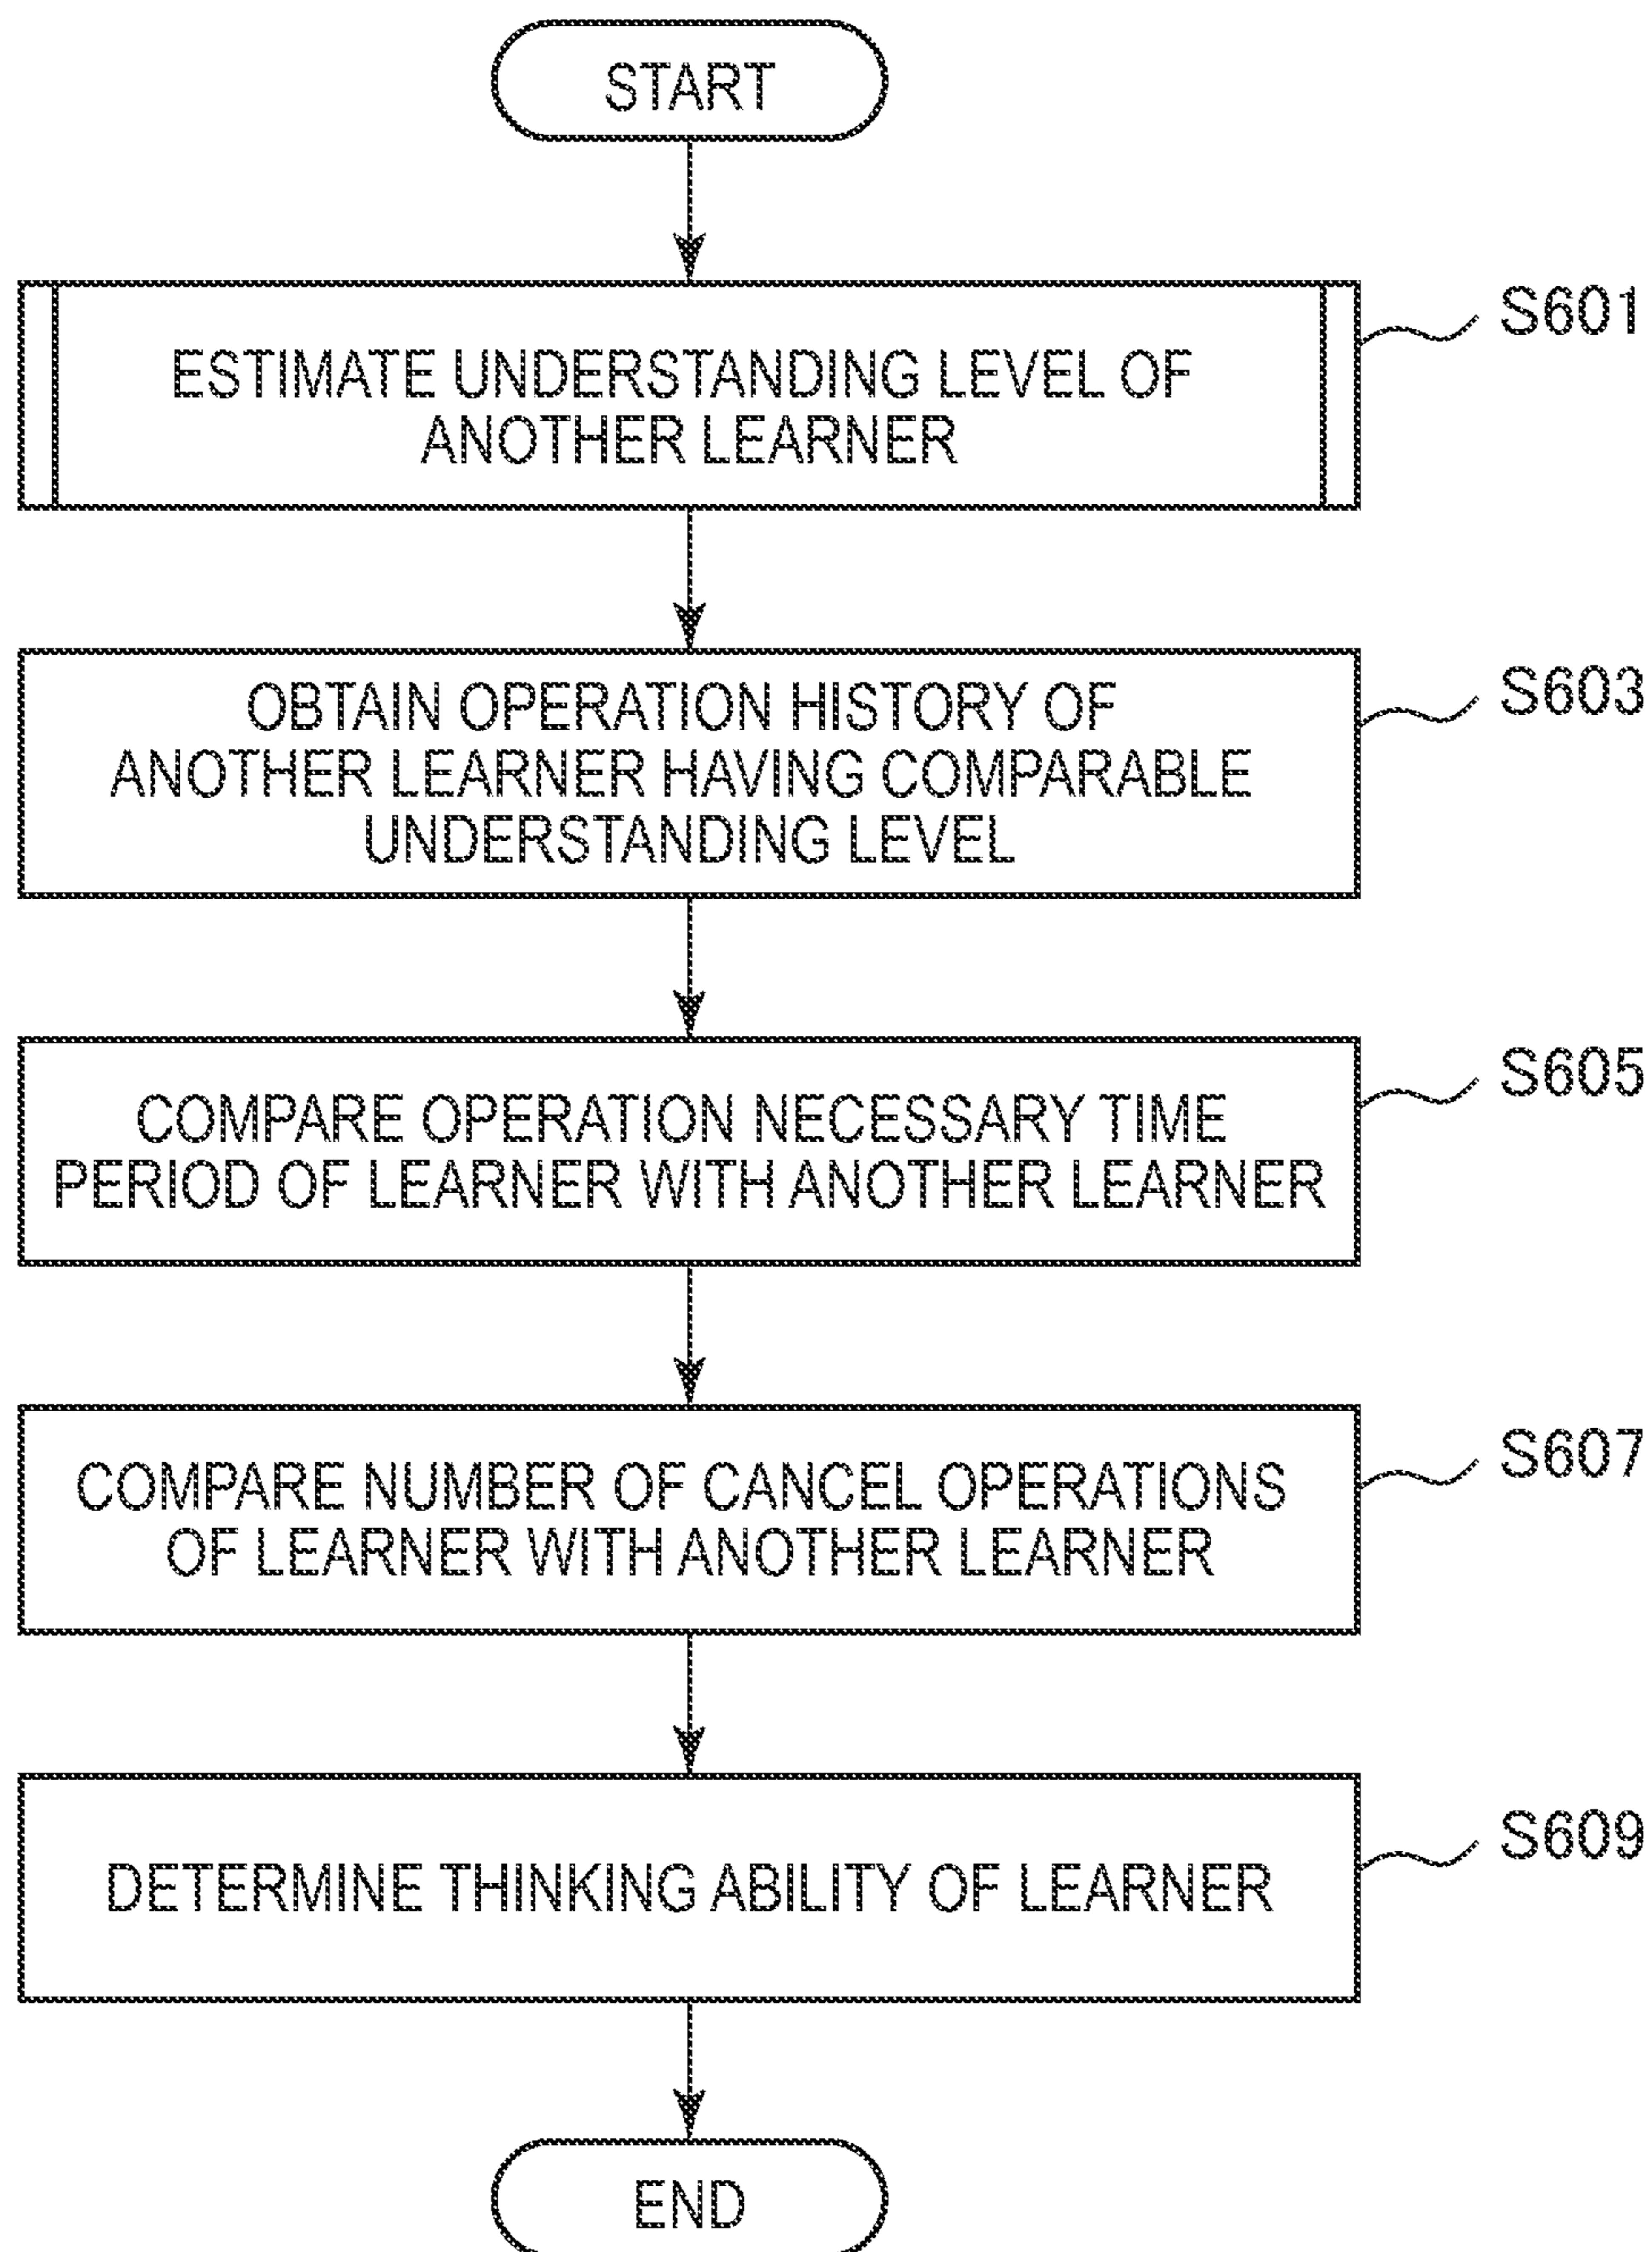 START
ESTIMATE UNDERSTANDING LEVEL OF
ANOTHER LEARNER
S601
OBTAIN OPERATION HISTORY OF
ANOTHER LEARNER HAVING COMPARABLE
UNDERSTANDING LEVEL
S603
COMPARE OPERATION NECESSARY TIME
PERIOD OF LEARNER WITH ANOTHER LEARNER
S605
COMPARE NUMBER OF CANCEL OPERATIONS
OF LEARNER WITH ANOTHER LEARNER
S607
DETERMINE THINKING ABILITY OF LEARNER
S609
END